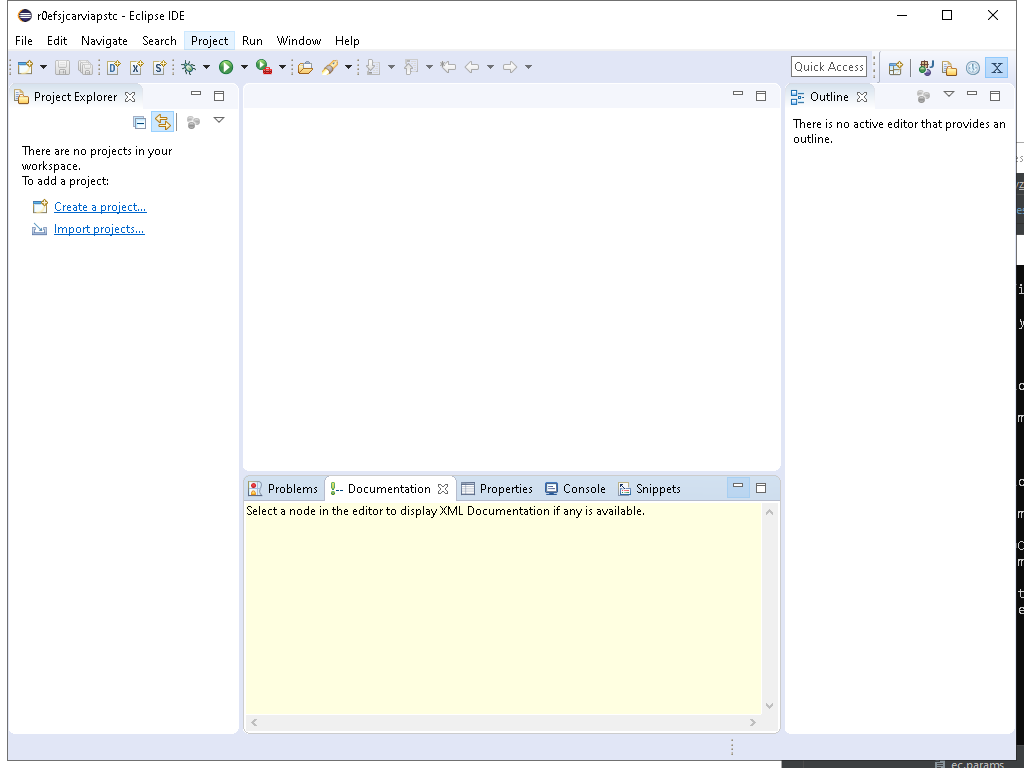 r0efsjcarviapstc - Eclipse IDE
File Edit Navigate Search Project Run Window Help
Quick Access
Project Explorer
There are no projects in your
workspace.
To add a project:
Create a project...
Import projects...
Outline
There is no active editor that provides an
outline.
Problems Documentation Properties Console Snippets
Select a node in the editor to display XML Documentation if any is available.
ec.params